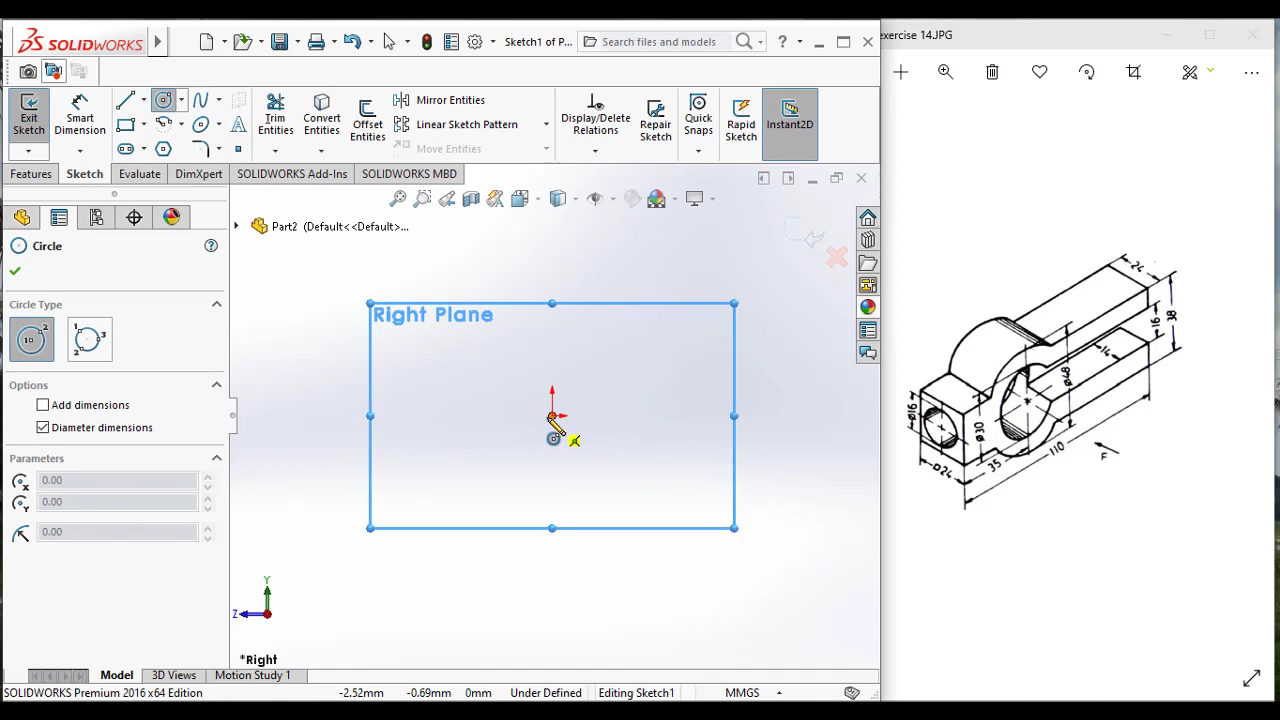 SOLIDWORKS
Sketch1 of P...
Search files and models
?
exercise 14.JPG
Exit Sketch
Smart Dimension
Trim Entities
Convert Entities
Offset Entities
Mirror Entities
Linear Sketch Pattern
Move Entities
Display/Delete Relations
Repair Sketch
Quick Snaps
Rapid Sketch
Instant2D
Features
Sketch
Evaluate
DimXpert
SOLIDWORKS Add-Ins
SOLIDWORKS MBD
Part2 (Default<<Default>...
Circle
Circle Type
Options
Add dimensions
Diameter dimensions
Parameters
0.00
0.00
0.00
Right Plane
Y
Z
*Right
24
16
38
14
Ø48
Ø16
Ø30
□24
35
110
F
Model
3D Views
Motion Study 1
SOLIDWORKS Premium 2016 x64 Edition
-2.52mm
-0.69mm
0mm
Under Defined
Editing Sketch1
MMGS